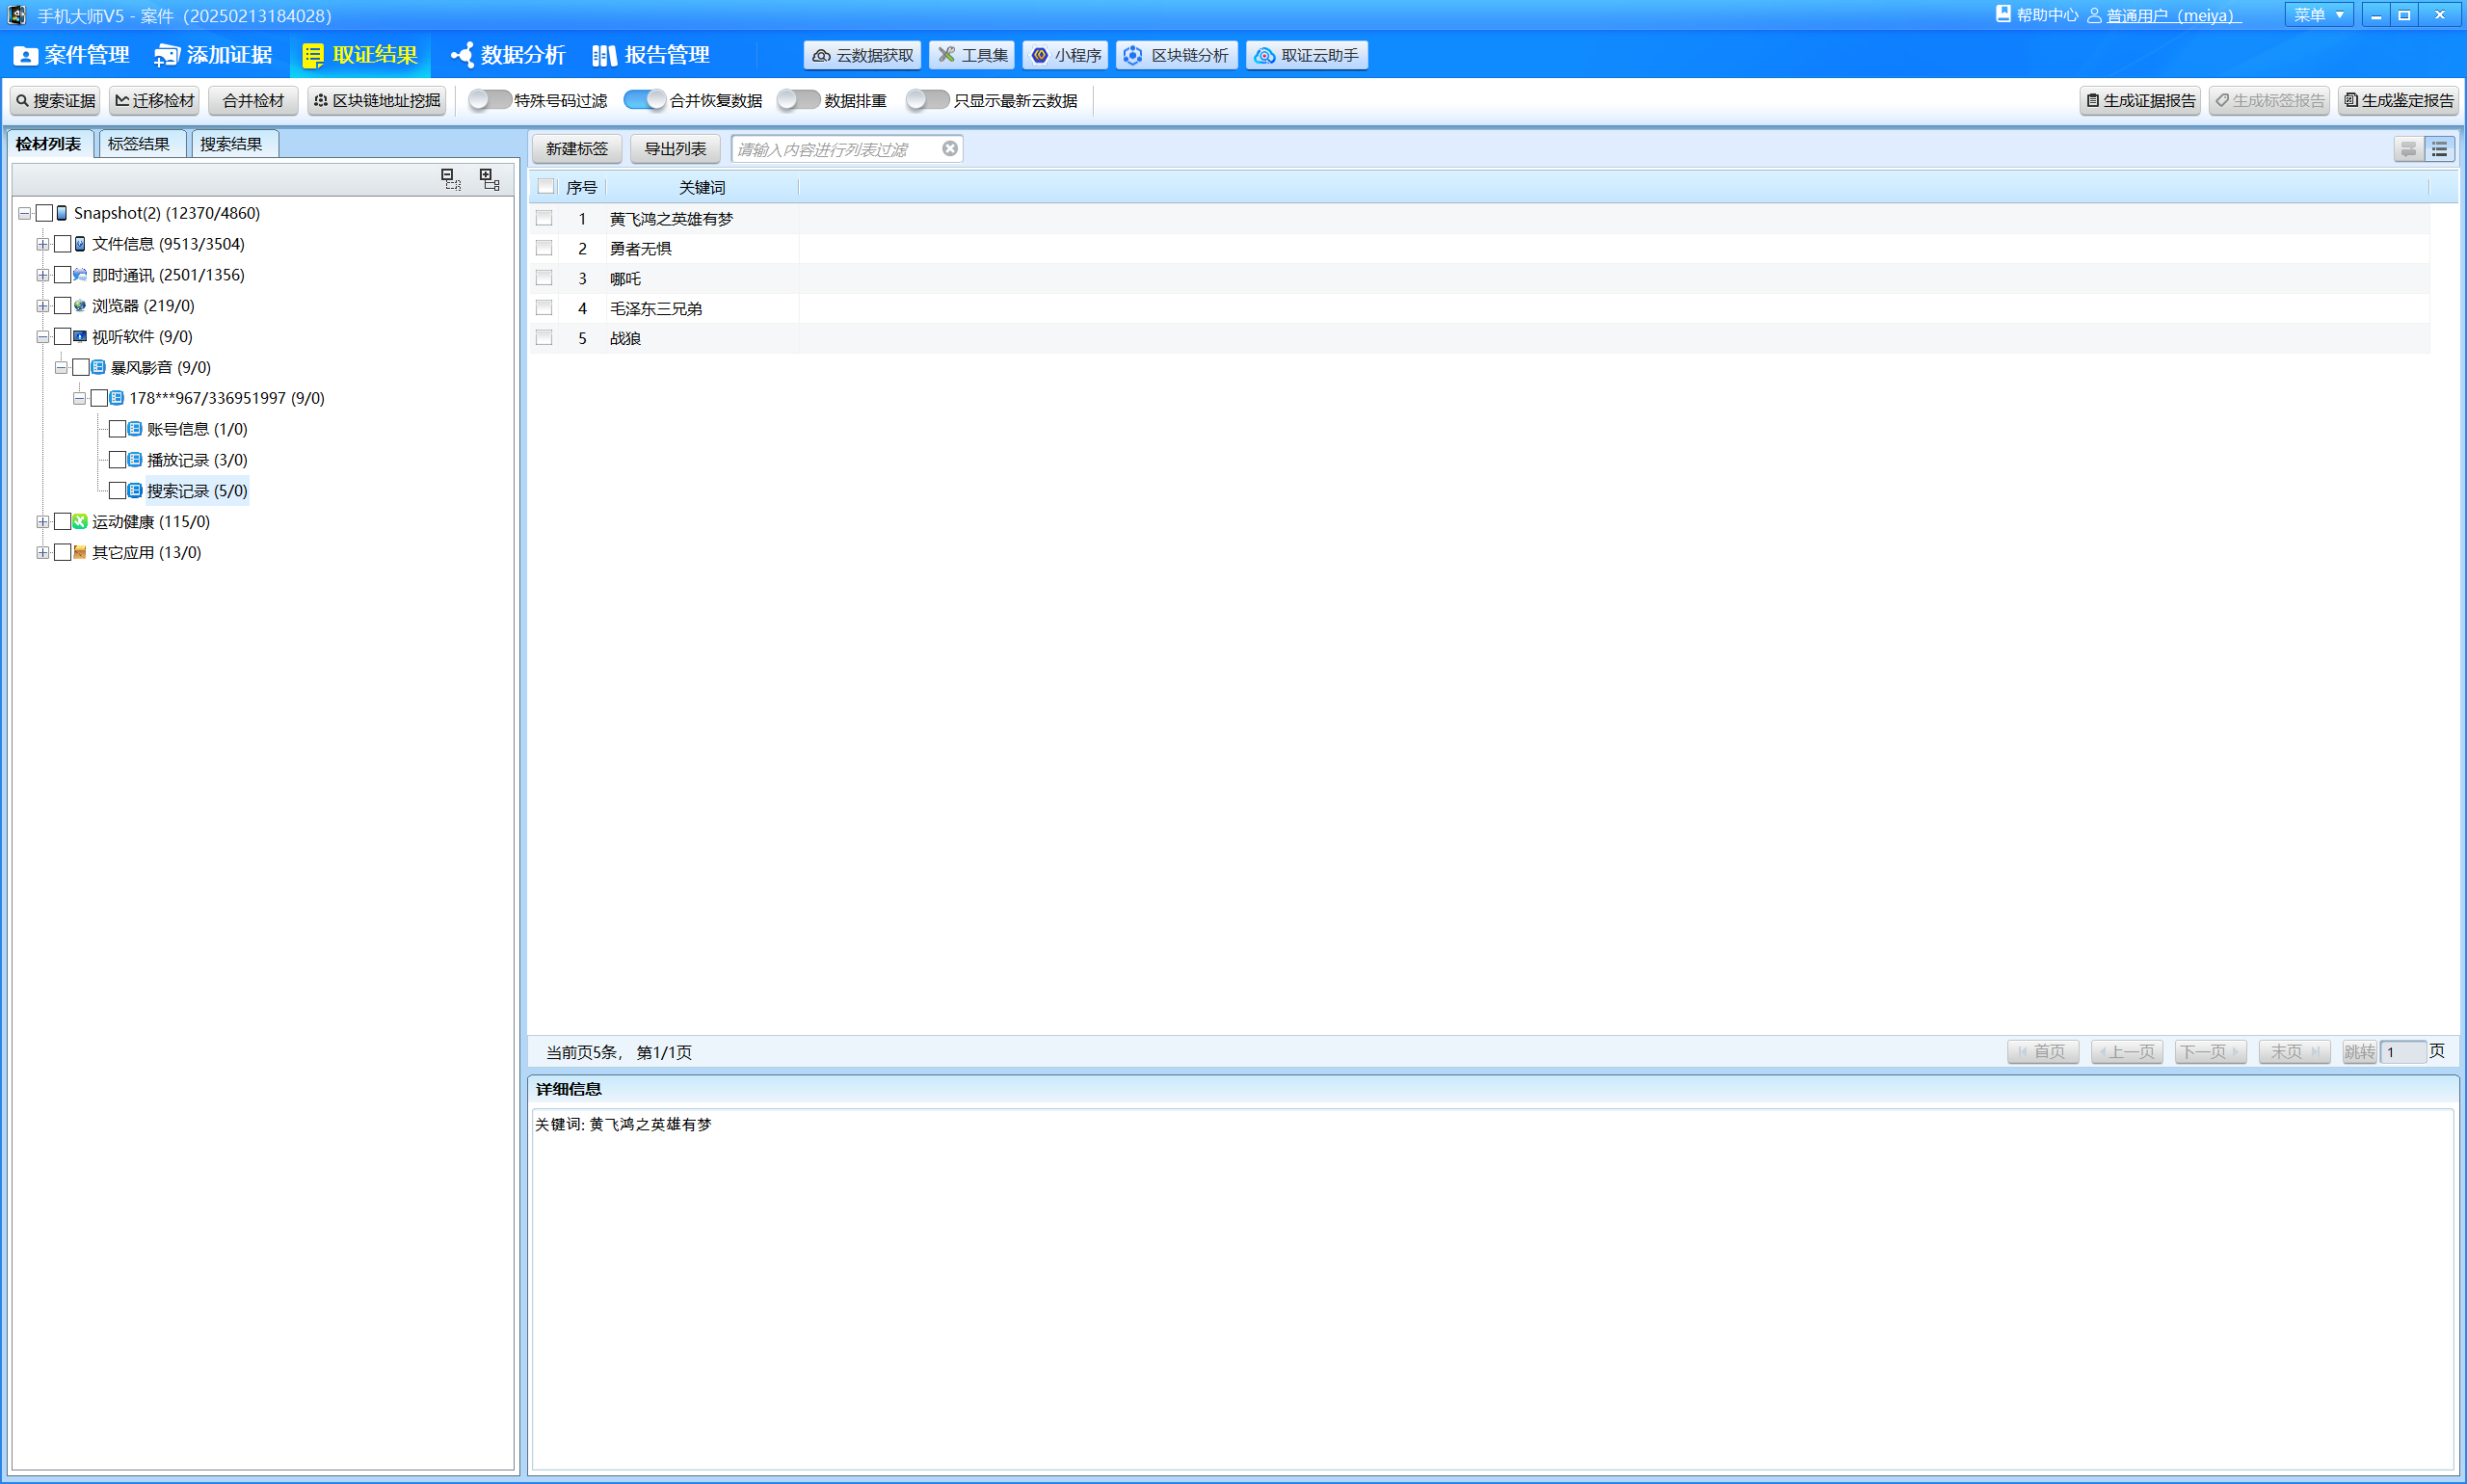 手机大师V5 - 案件（20250213184028） 帮助中心 普通用户（meiya） 菜单
案件管理 添加证据 取证结果 数据分析 报告管理 云数据获取 工具集 小程序 区块链分析 取证云助手
搜索证据 迁移检材 合并检材 区块链地址挖掘 特殊号码过滤 合并恢复数据 数据排重 只显示最新云数据 生成证据报告 生成标签报告 生成鉴定报告
检材列表 标签结果 搜索结果
Snapshot(2) (12370/4860)
文件信息 (9513/3504)
即时通讯 (2501/1356)
浏览器 (219/0)
视听软件 (9/0)
暴风影音 (9/0)
178***967/336951997 (9/0)
账号信息 (1/0)
播放记录 (3/0)
搜索记录 (5/0)
运动健康 (115/0)
其它应用 (13/0)
新建标签 导出列表 请输入内容进行列表过滤
序号 关键词
1 黄飞鸿之英雄有梦
2 勇者无惧
3 哪吒
4 毛泽东三兄弟
5 战狼
当前页5条， 第1/1页 首页 上一页 下一页 末页 跳转 1 页
详细信息
关键词: 黄飞鸿之英雄有梦